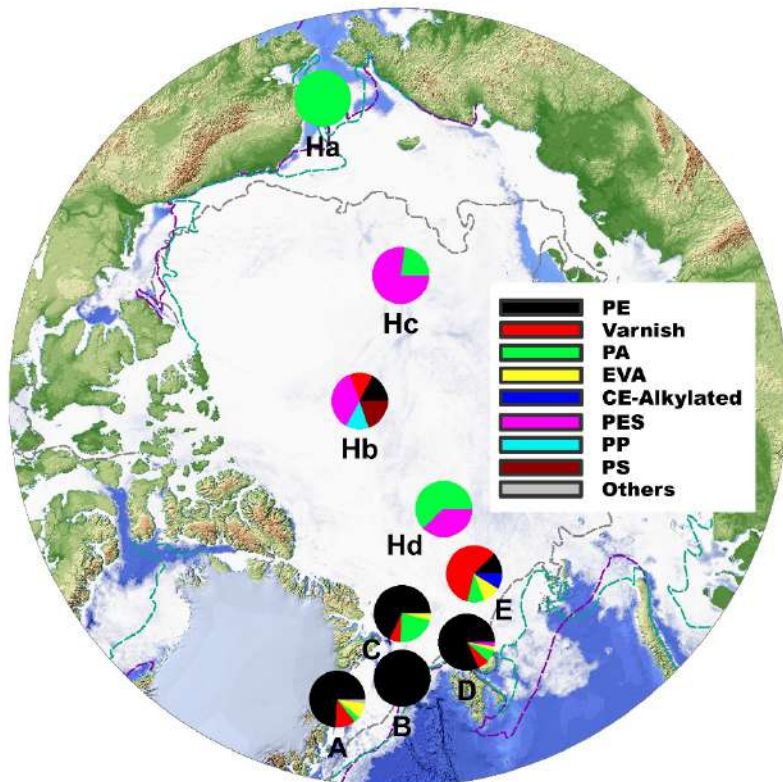 Ha
Hc
PE
Varnish
PA
EVA
CE-Alkylated
PES
PP
PS
Others
Hb
Hd
E
C
D
B
A